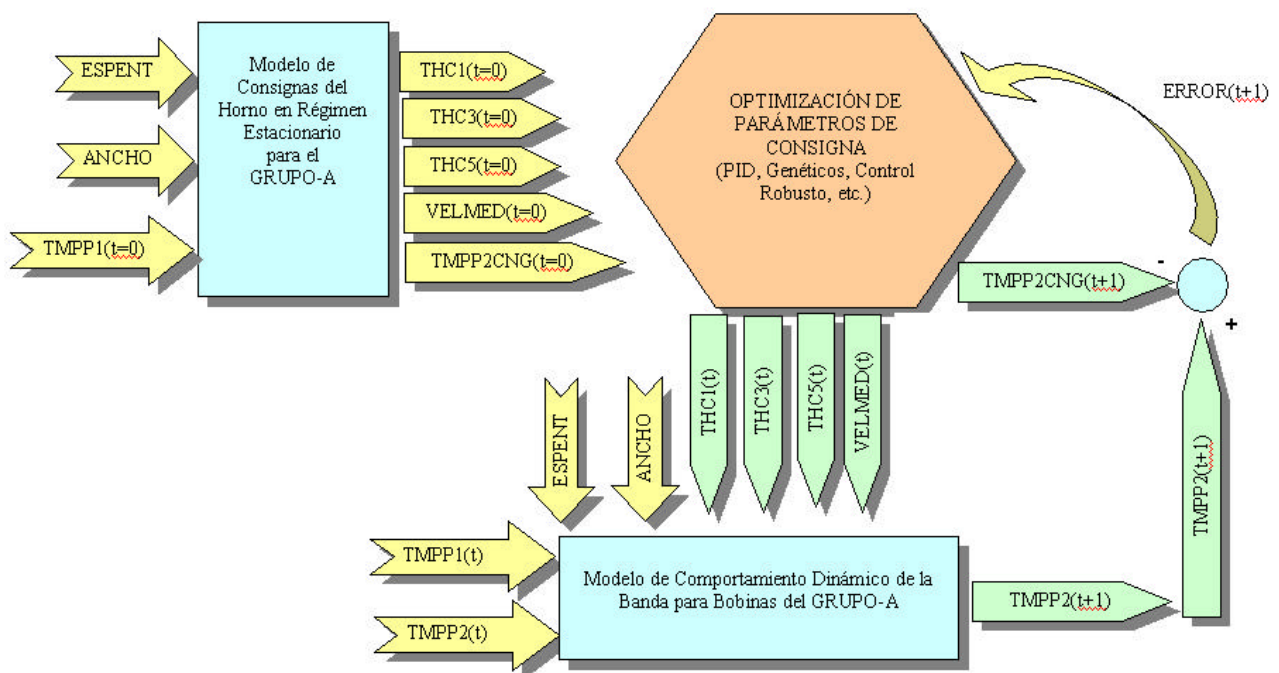 ESPENT
ANCHO
TMPP1(t=0)
Modelo de
Consignas del
Horno en Régimen
Estacionario
para el
GRUPO-A
THC1(t=0)
THC3(t=0)
THC5(t=0)
VELMED(t=0)
TMPP2CNG(t=0)
OPTIMIZACIÓN DE
PARÁMETROS DE
CONSIGNA
(PID, Genéticos, Control
Robusto, etc.)
ERROR(t+1)
TMPP2CNG(t+1)
-
+
ESPENT
ANCHO
THC1(t)
THC3(t)
THC5(t)
VELMED(t)
TMPP2(t+1)
TMPP1(t)
TMPP2(t)
Modelo de Comportamiento Dinámico de la
Banda para Bobinas del GRUPO-A
TMPP2(t+1)